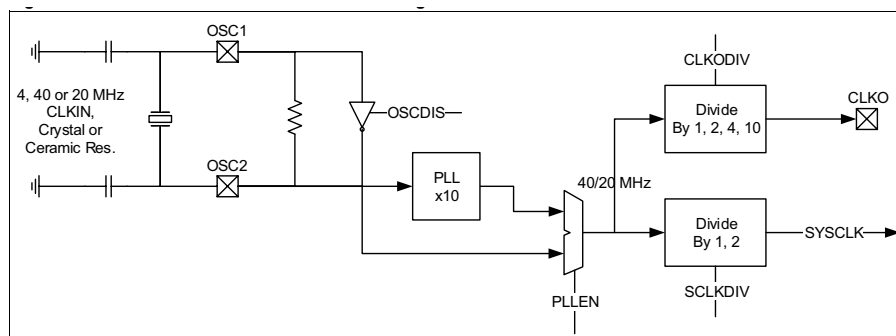 OSC1
4, 40 or 20 MHz
CLKIN,
Crystal or
Ceramic Res.
OSCDIS
OSC2
PLL
x10
40/20 MHz
PLLEN
CLKODIV
Divide
By 1, 2, 4, 10
CLKO
Divide
By 1, 2
SYSCLK
SCLKDIV